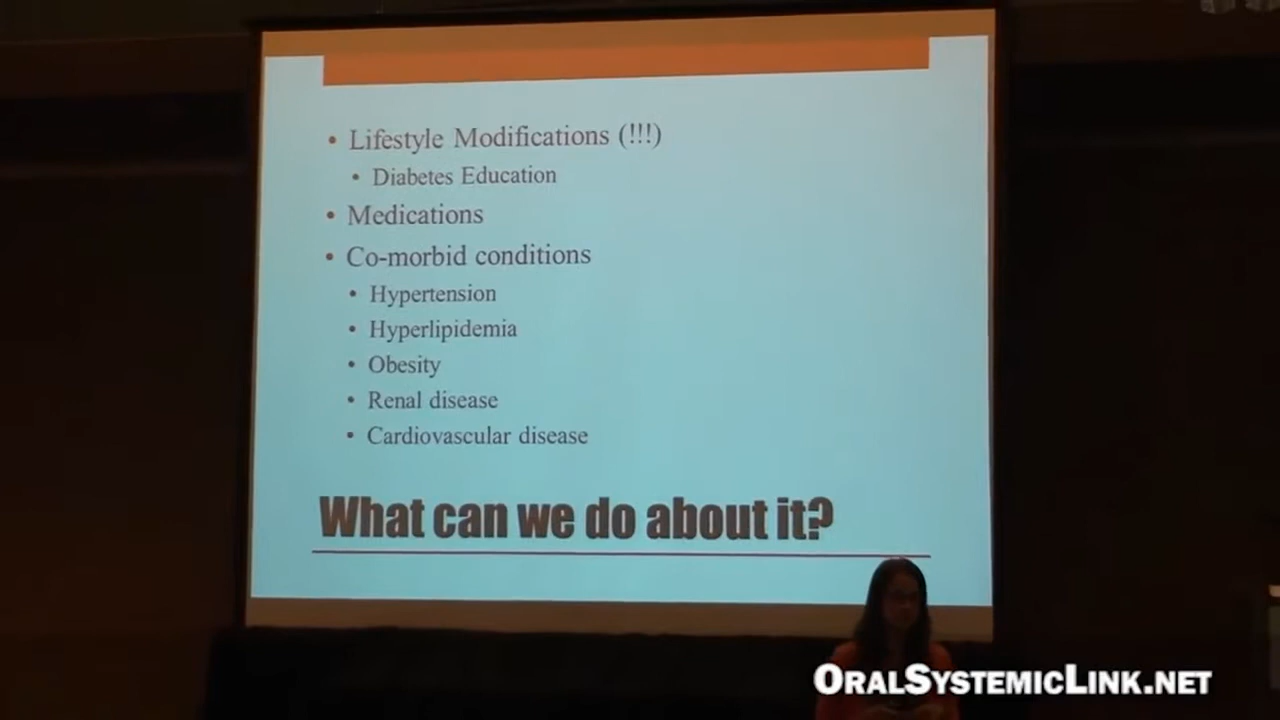 • Lifestyle Modifications (!!!)
• Diabetes Education
• Medications
• Co-morbid conditions
• Hypertension
• Hyperlipidemia
• Obesity
• Renal disease
• Cardiovascular disease
What can we do about it?
ORALSYSTEMICLINK.NET